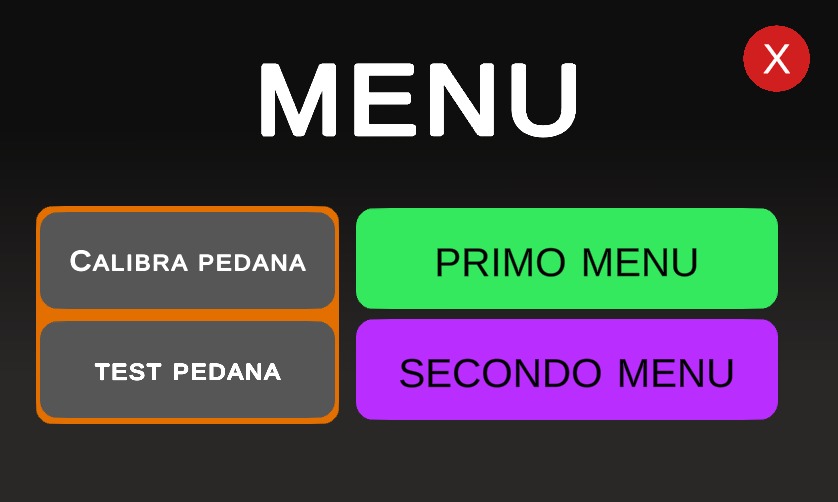 MENU
X
CALIBRA PEDANA
PRIMO MENU
TEST PEDANA
SECONDO MENU